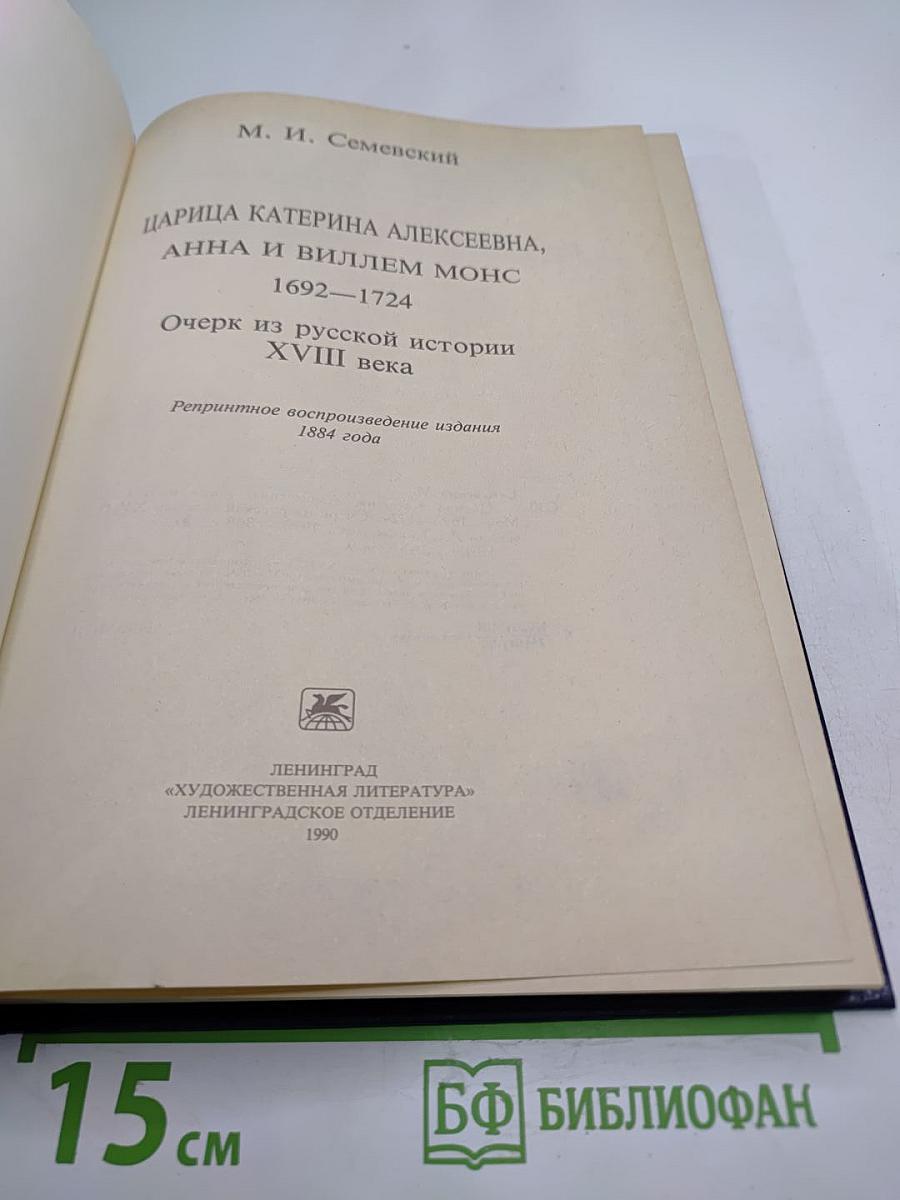 М. И. Семевский
ЦАРИЦА КАТЕРИНА АЛЕКСЕЕВНА,
АННА И ВИЛЛЕМ МОНС
1692—1724
Очерк из русской истории
XVIII века
Репринтное воспроизведение издания
1884 года
ЛЕНИНГРАД
«ХУДОЖЕСТВЕННАЯ ЛИТЕРАТУРА»
ЛЕНИНГРАДСКОЕ ОТДЕЛЕНИЕ
1990
15 см
БФ БИБЛИОФАН